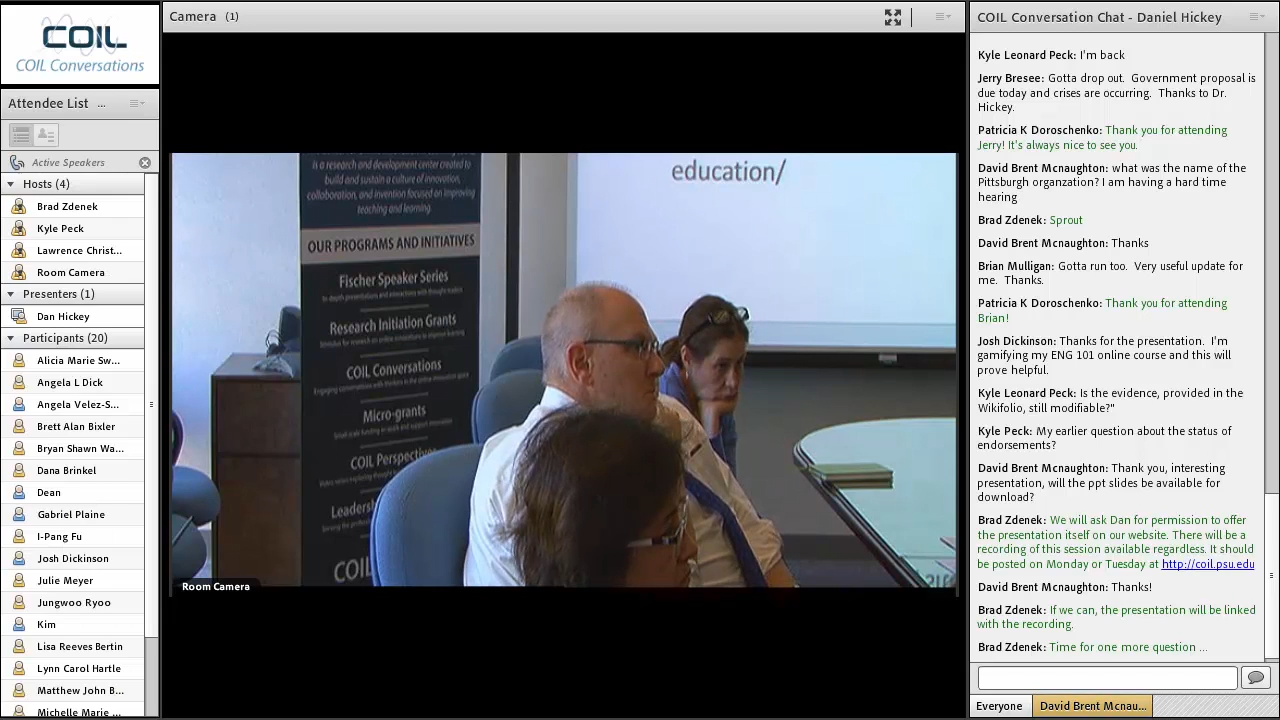 COIL
COIL Conversations
Attendee List ...
Active Speakers
Hosts (4)
Brad Zdenek
Kyle Peck
Lawrence Christ...
Room Camera
Presenters (1)
Dan Hickey
Participants (20)
Alicia Marie Sw...
Angela L Dick
Angela Velez-S...
Brett Alan Bixler
Bryan Shawn Wa...
Dana Brinkel
Dean
Gabriel Plaine
I-Pang Fu
Josh Dickinson
Julie Meyer
Jungwoo Ryoo
Kim
Lisa Reeves Bertin
Lynn Carol Hartle
Matthew John B...
Michelle Marie ...
Camera (1)
education/
is a research and development center created to
build and sustain a culture of innovation,
collaboration, and invention focused on improving
teaching and learning.
OUR PROGRAMS AND INITIATIVES
Fischer Speaker Series
Research Initiation Grants
COIL Conversations
Micro-grants
COIL Perspectiv
Leaders
COIL
Room Camera
COIL Conversation Chat - Daniel Hickey
Kyle Leonard Peck: I'm back
Jerry Bresee: Gotta drop out. Government proposal is
due today and crises are occurring. Thanks to Dr.
Hickey.
Patricia K Doroschenko: Thank you for attending
Jerry! It's always nice to see you.
David Brent Mcnaughton: what was the name of the
Pittsburgh organization? I am having a hard time
hearing
Brad Zdenek: Sprout
David Brent Mcnaughton: Thanks
Brian Mulligan: Gotta go too. Very useful update for
me. Thanks.
Patricia K Doroschenko: Thank you for attending
Brian!
Josh Dickinson: Thanks for the presentation. I'm
gamifying my ENG 101 online course and this will
prove helpful.
Kyle Leonard Peck: Is the evidence, provided in the
Wikifolio, still modifiable?"
Kyle Peck: My earlier question about the status of
endorsements?
David Brent Mcnaughton: Thank you, interesting
presentation, will the ppt slides be available for
download?
Brad Zdenek: We will ask Dan for permission to offer
the presentation itself on our website. There will be a
recording of this session available regardless. It should
be posted on Monday or Tuesday at http://coil.psu.edu
David Brent Mcnaughton: Thanks!
Brad Zdenek: If we can, the presentation will be linked
with the recording.
Brad Zdenek: Time for one more question ...
Everyone
David Brent Mcnau...